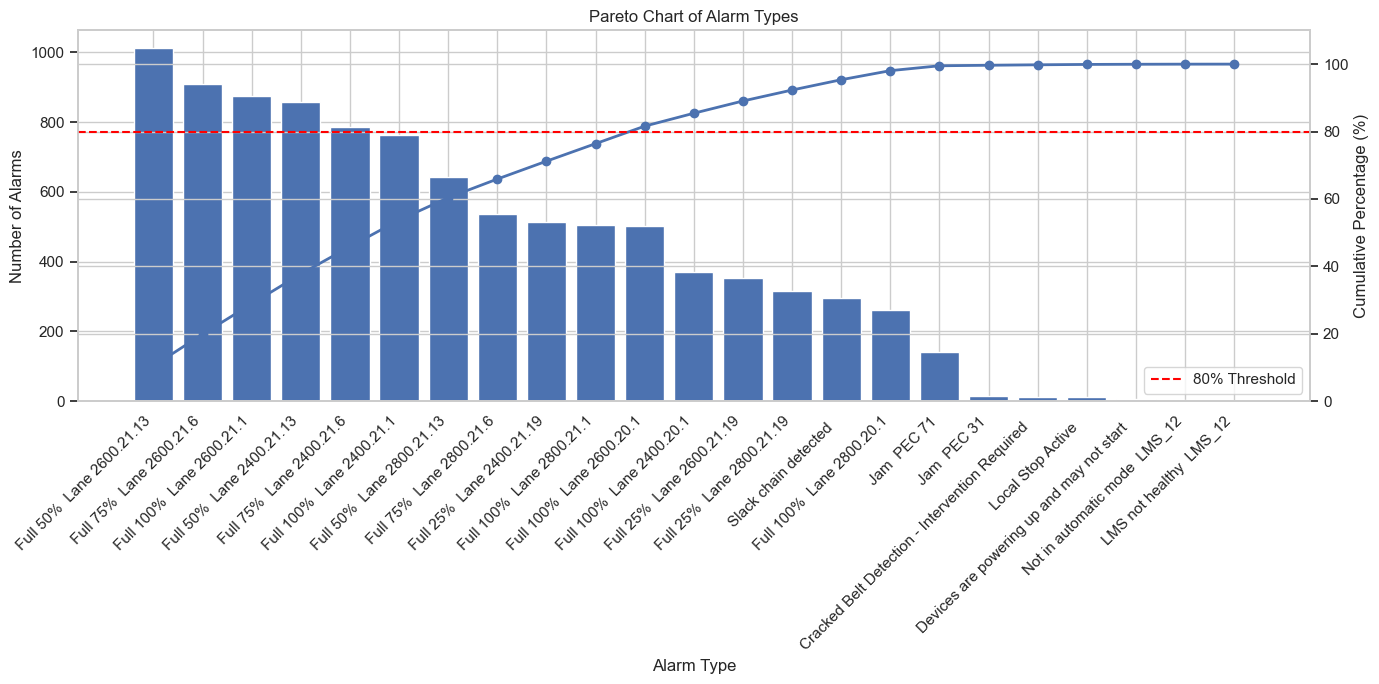 Pareto Chart of Alarm Types
Number of Alarms
1000
800
600
400
200
0
Cumulative Percentage (%)
100
80
60
40
20
0
80% Threshold
Full 50%  Lane 2600.21.13
Full 75%  Lane 2600.21.6
Full 100%  Lane 2600.21.1
Full 50%  Lane 2400.21.13
Full 75%  Lane 2400.21.6
Full 100%  Lane 2400.21.1
Full 50%  Lane 2800.21.13
Full 75%  Lane 2800.21.6
Full 25%  Lane 2400.21.19
Full 100%  Lane 2800.21.1
Full 100%  Lane 2600.20.1
Full 100%  Lane 2400.20.1
Full 25%  Lane 2600.21.19
Full 25%  Lane 2800.21.19
Slack chain detected
Full 100%  Lane 2800.20.1
Jam  PEC 71
Jam  PEC 31
Cracked Belt Detection - Intervention Required
Local Stop Active
Devices are powering up and may not start
Not in automatic mode  LMS_12
LMS not healthy  LMS_12
Alarm Type